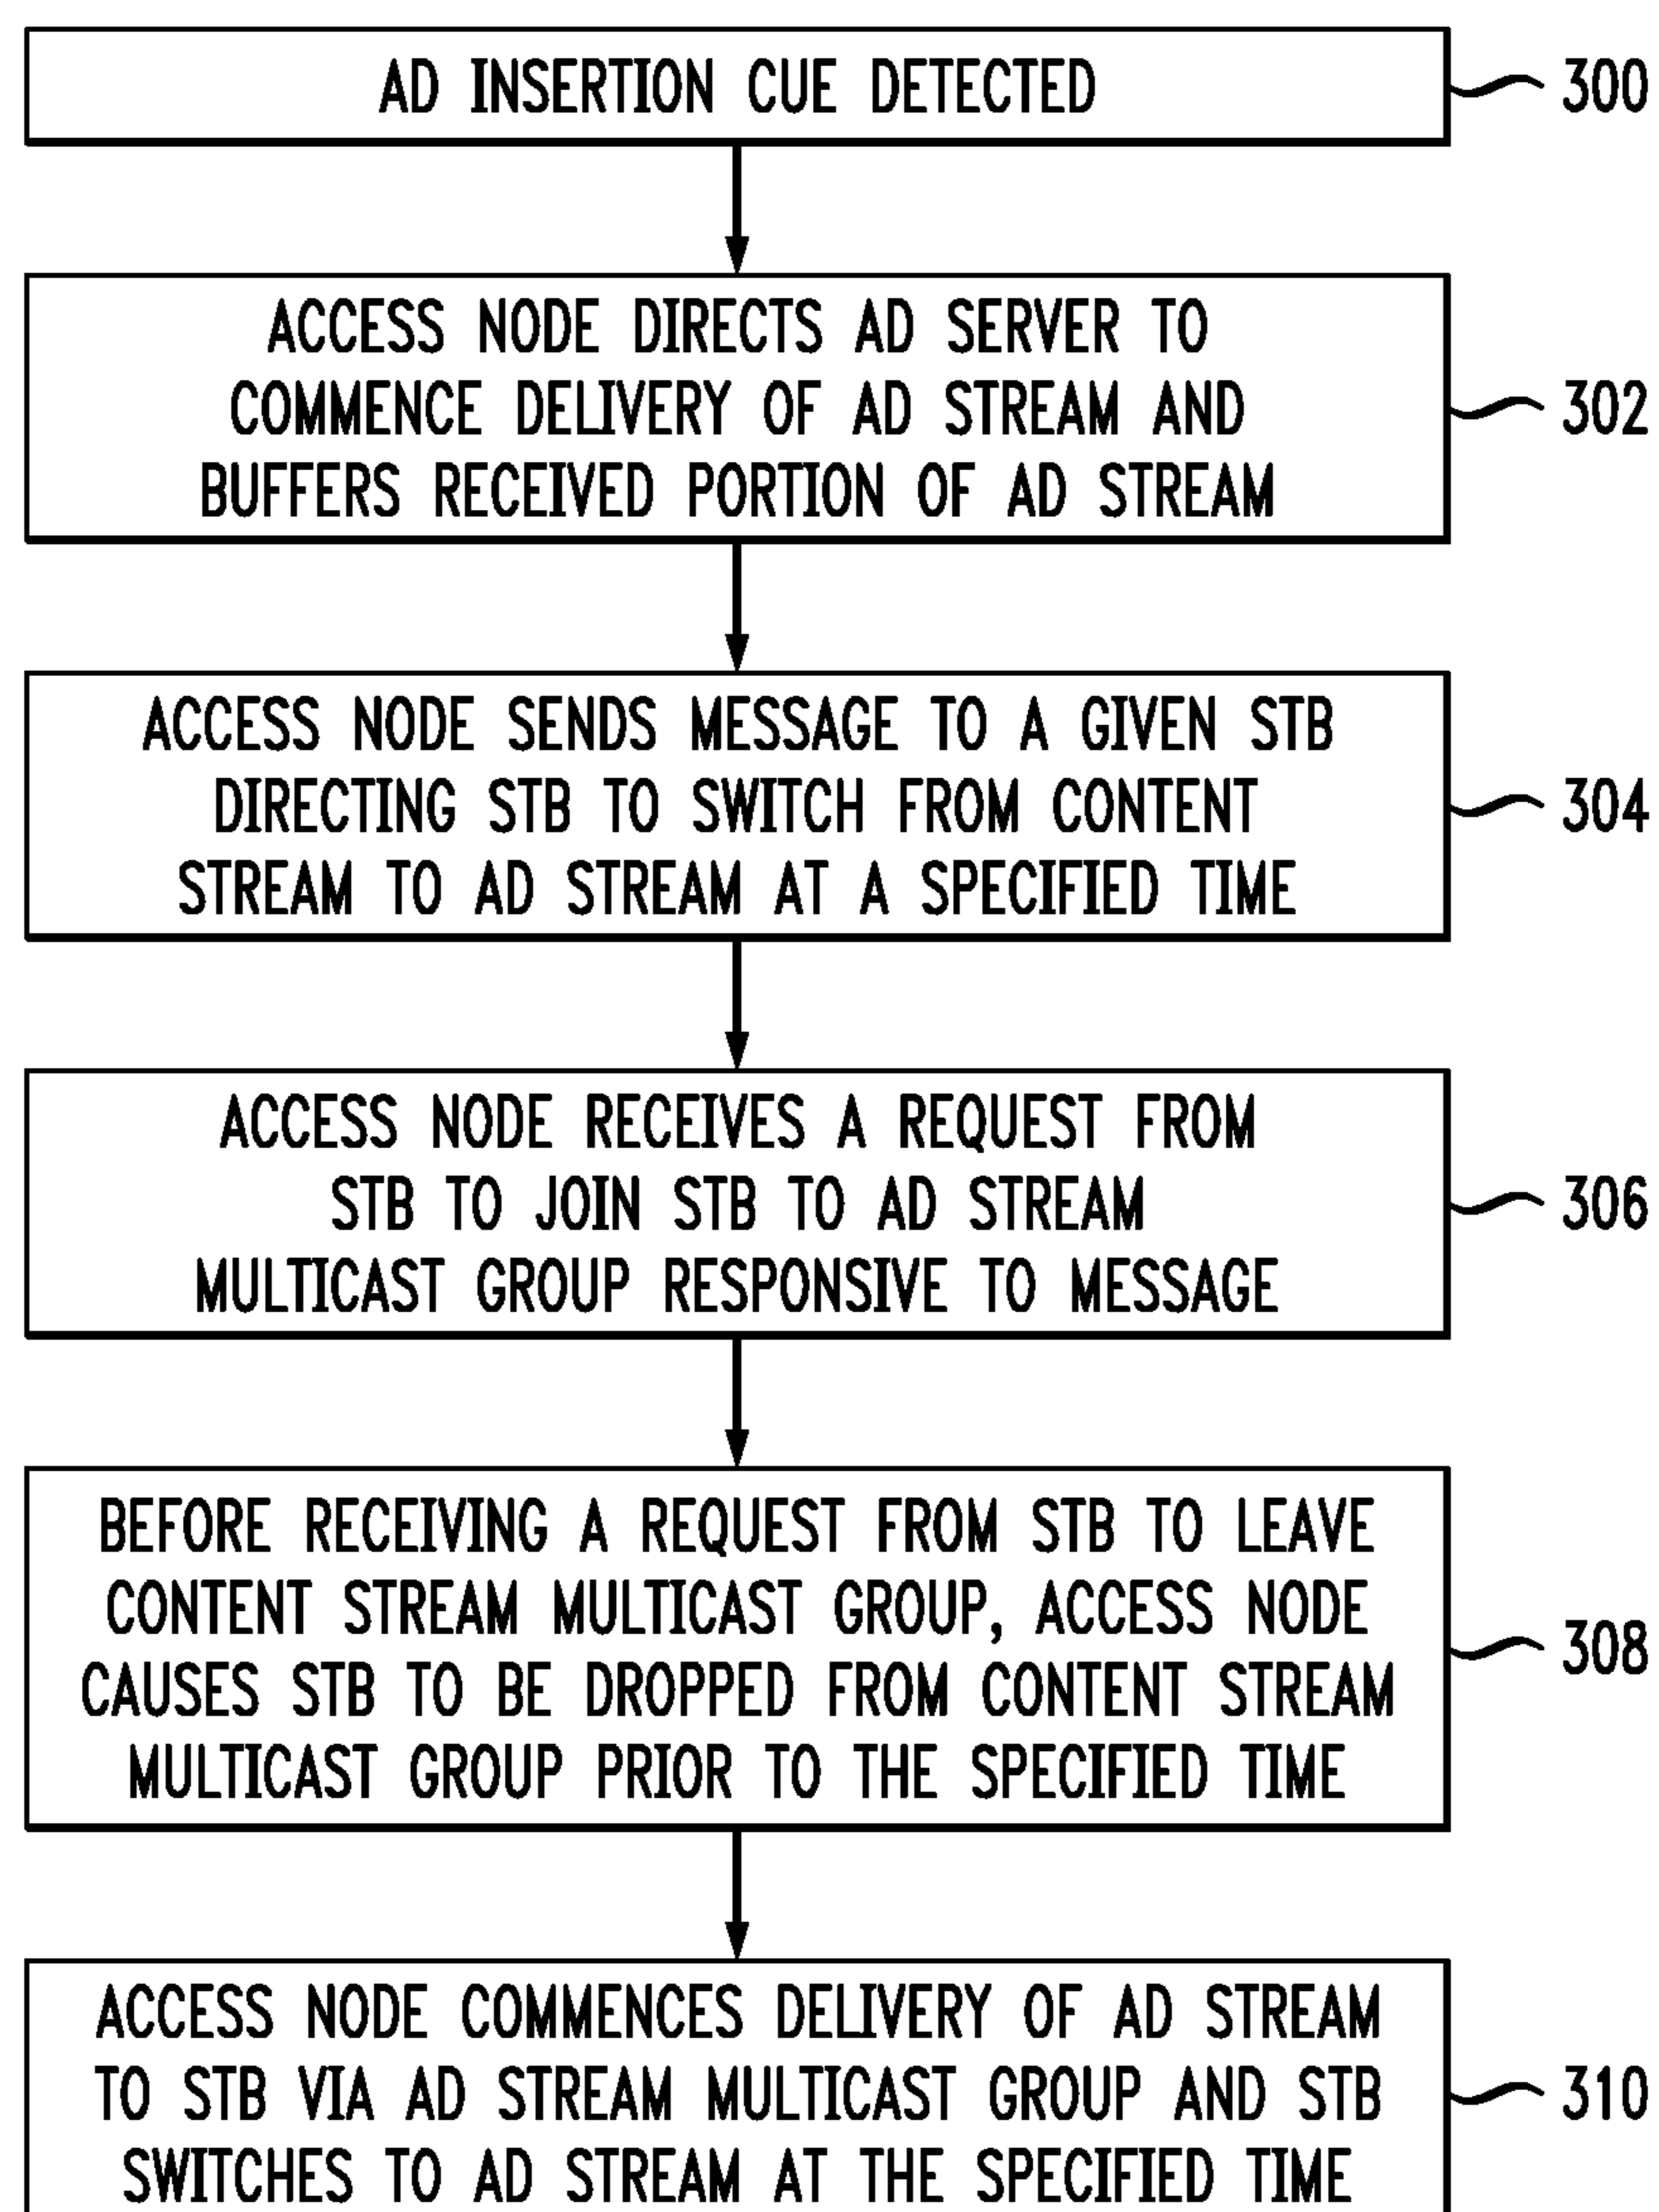 AD INSERTION CUE DETECTED
300
ACCESS NODE DIRECTS AD SERVER TO
COMMENCE DELIVERY OF AD STREAM AND
BUFFERS RECEIVED PORTION OF AD STREAM
302
ACCESS NODE SENDS MESSAGE TO A GIVEN STB
DIRECTING STB TO SWITCH FROM CONTENT
STREAM TO AD STREAM AT A SPECIFIED TIME
304
ACCESS NODE RECEIVES A REQUEST FROM
STB TO JOIN STB TO AD STREAM
MULTICAST GROUP RESPONSIVE TO MESSAGE
306
BEFORE RECEIVING A REQUEST FROM STB TO LEAVE
CONTENT STREAM MULTICAST GROUP, ACCESS NODE
CAUSES STB TO BE DROPPED FROM CONTENT STREAM
MULTICAST GROUP PRIOR TO THE SPECIFIED TIME
308
ACCESS NODE COMMENCES DELIVERY OF AD STREAM
TO STB VIA AD STREAM MULTICAST GROUP AND STB
SWITCHES TO AD STREAM AT THE SPECIFIED TIME
310